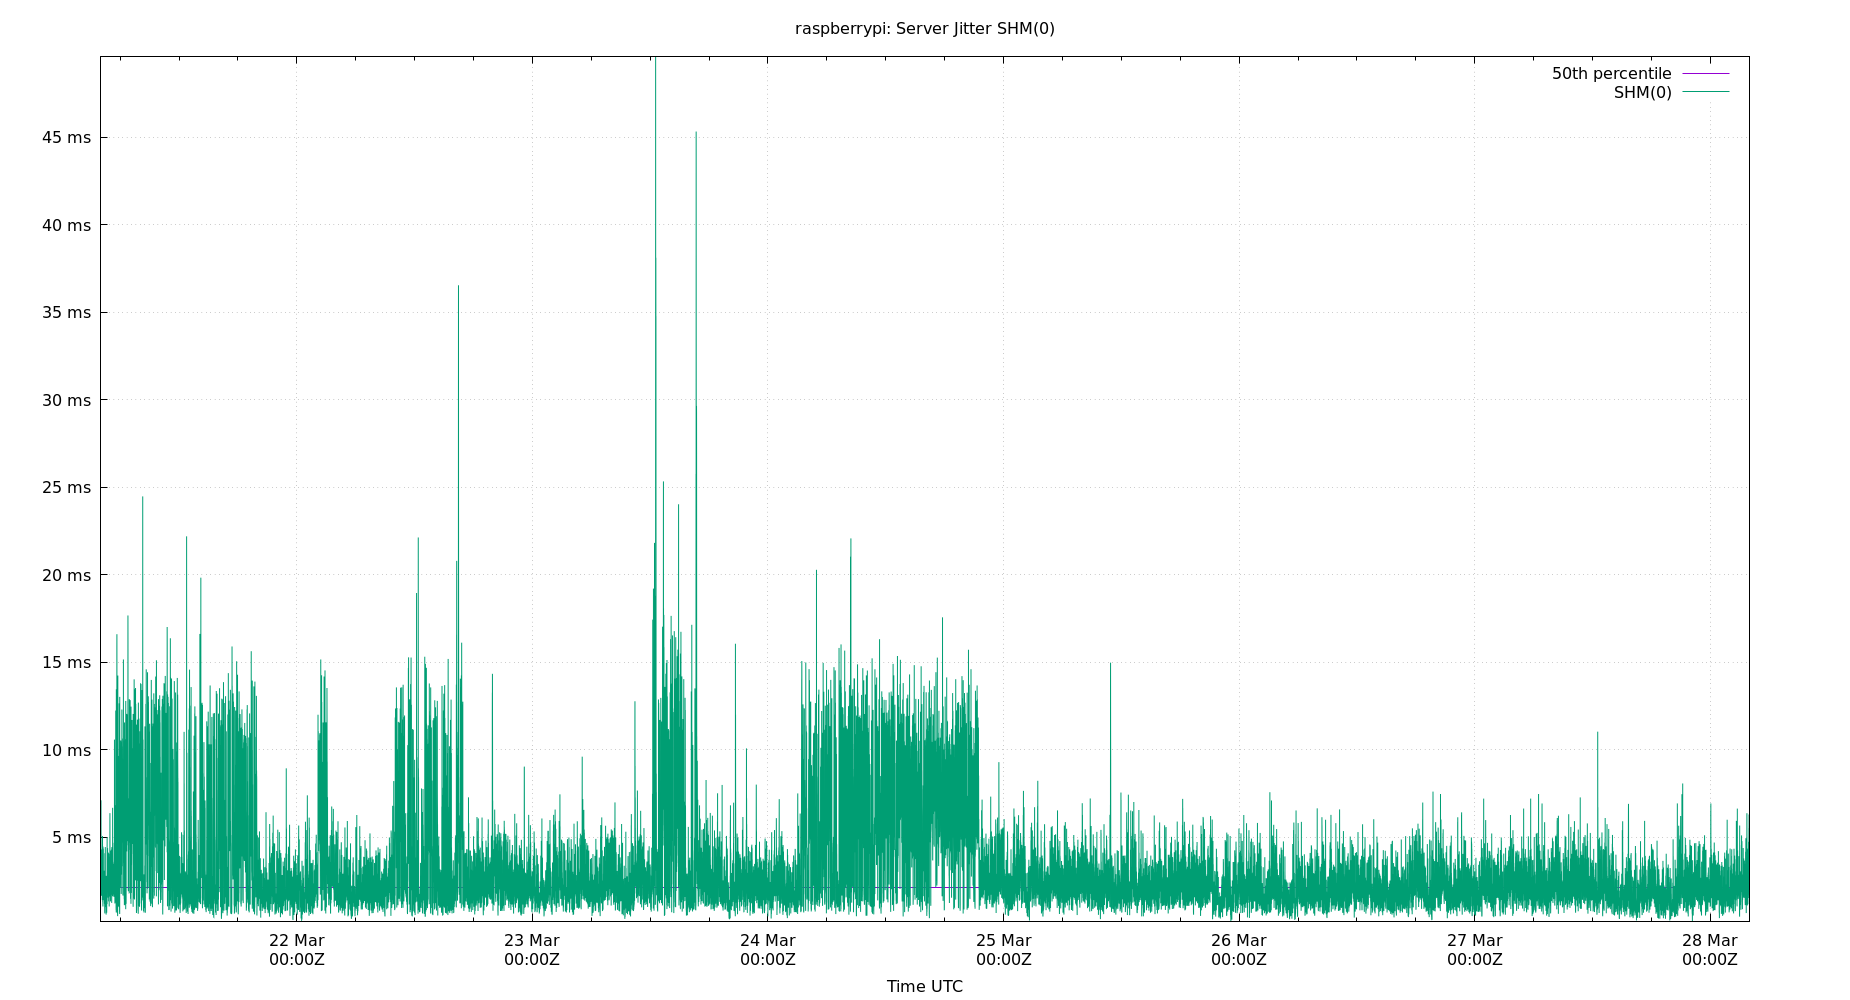 raspberrypi: Server Jitter SHM(0)
50th percentile
SHM(0)
45 ms
40 ms
35 ms
30 ms
25 ms
20 ms
15 ms
10 ms
5 ms
22 Mar 23 Mar 24 Mar 25 Mar 26 Mar 27 Mar 28 Mar
00:00Z 00:00Z 00:00Z 00:00Z 00:00Z 00:00Z 00:00Z
Time UTC